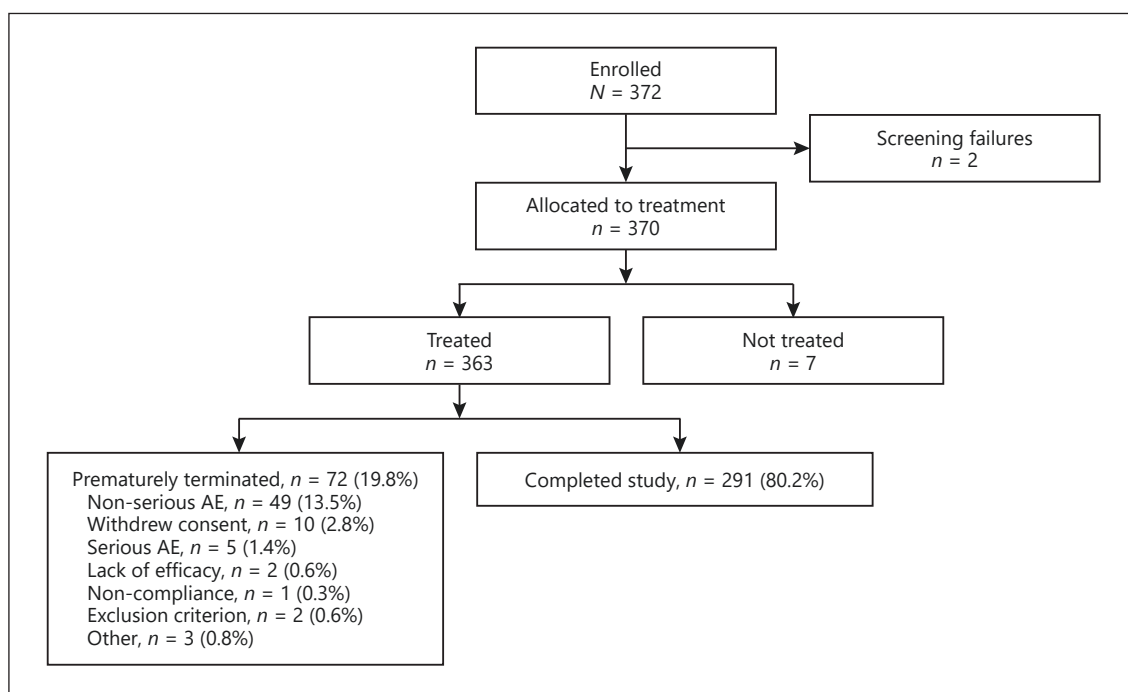 Enrolled
N = 372
Screening failures
n = 2
Allocated to treatment
n = 370
Treated
n = 363
Not treated
n = 7
Prematurely terminated, n = 72 (19.8%)
Non-serious AE, n = 49 (13.5%)
Withdrew consent, n = 10 (2.8%)
Serious AE, n = 5 (1.4%)
Lack of efficacy, n = 2 (0.6%)
Non-compliance, n = 1 (0.3%)
Exclusion criterion, n = 2 (0.6%)
Other, n = 3 (0.8%)
Completed study, n = 291 (80.2%)